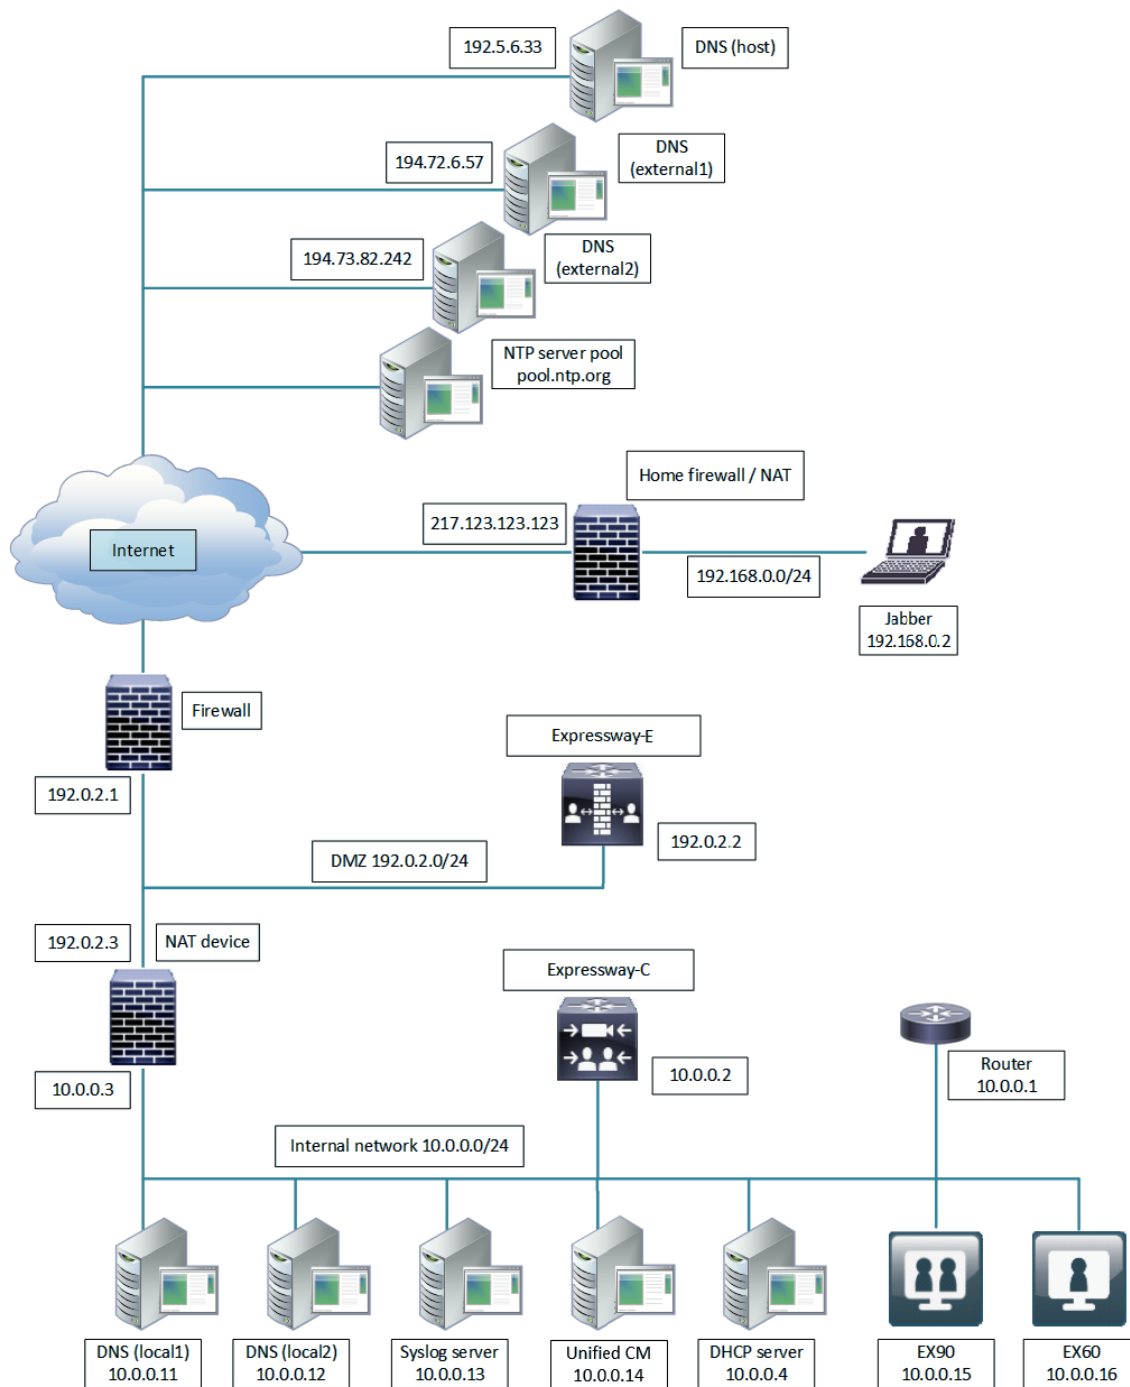 192.5.6.33
DNS (host)
194.72.6.57
DNS
(external1)
194.73.82.242
DNS
(external2)
NTP server pool
pool.ntp.org
Home firewall / NAT
217.123.123.123
Internet
192.168.0.0/24
Jabber
192.168.0.2
Firewall
Expressway-E
192.0.2.1
192.0.2.2
DMZ 192.0.2.0/24
192.0.2.3
NAT device
Expressway-C
10.0.0.3
10.0.0.2
Router
10.0.0.1
Internal network 10.0.0.0/24
DNS (local1)
10.0.0.11
DNS (local2)
10.0.0.12
Syslog server
10.0.0.13
Unified CM
10.0.0.14
DHCP server
10.0.0.4
EX90
10.0.0.15
EX60
10.0.0.16